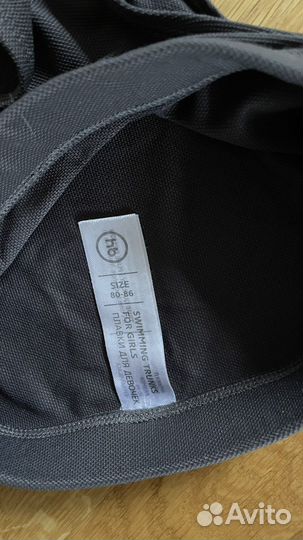 hb
SIZE
80-86
SWIMMING TRUNKS
FOR GIRLS
ПЛАВКИ ДЛЯ ДЕВОЧЕК
Avito